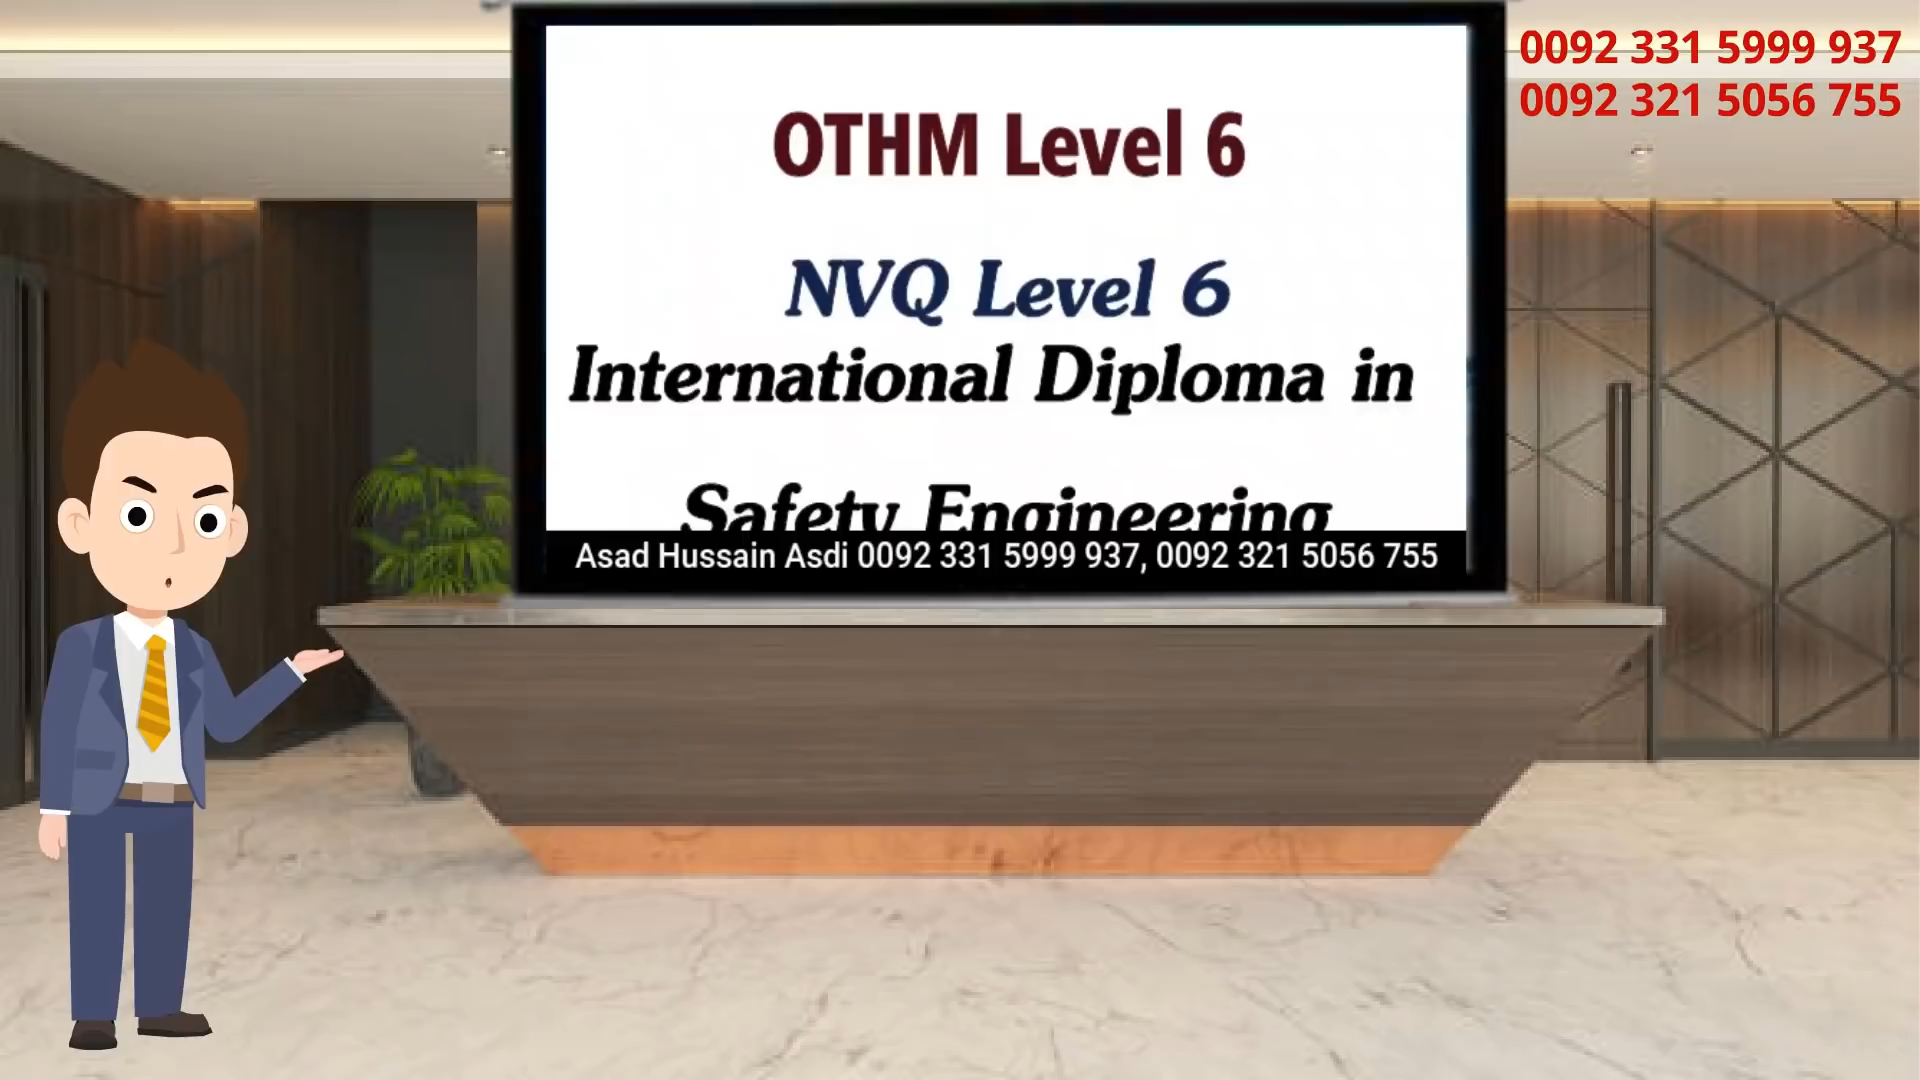 0092 331 5999 937
0092 321 5056 755
OTHM Level 6
NVQ Level 6
International Diploma in
Safety Engineering
Asad Hussain Asdi 0092 331 5999 937, 0092 321 5056 755